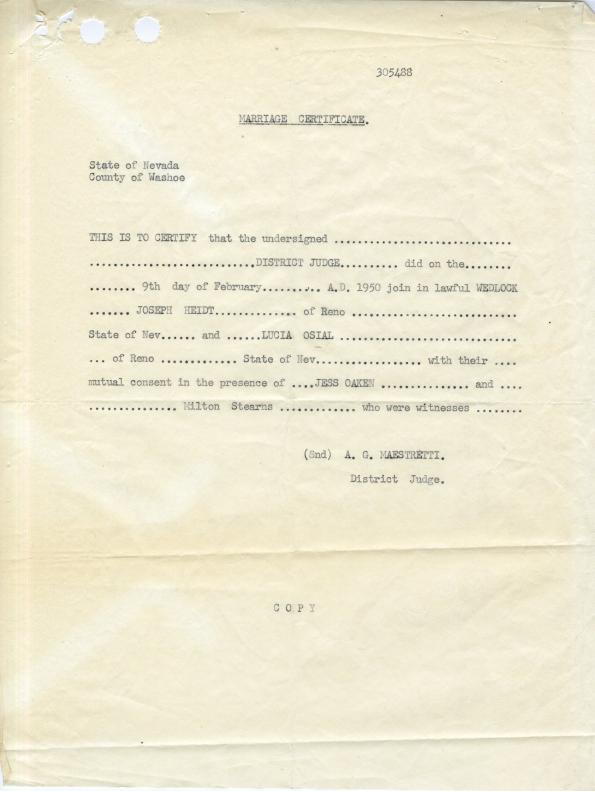 305488
MARRIAGE CERTIFICATE.
State of Nevada
County of Washoe
THIS IS TO CERTIFY that the undersigned ..............................
............................DISTRICT JUDGE.......... did on the........
........ 9th day of February.......... A.D. 1950 join in lawful WEDLOCK
....... JOSEPH HEIDT.............. of Reno ............................
State of Nev..... and ......LUCIA OSIAL ..............................
... of Reno ............. State of Nev.................. with their ....
mutual consent in the presence of ....JESS OAKEN ............... and ....
............... Milton Stearns ............. who were witnesses ........
(Snd) A. G. MAESTRETTI.
District Judge.
C O P Y